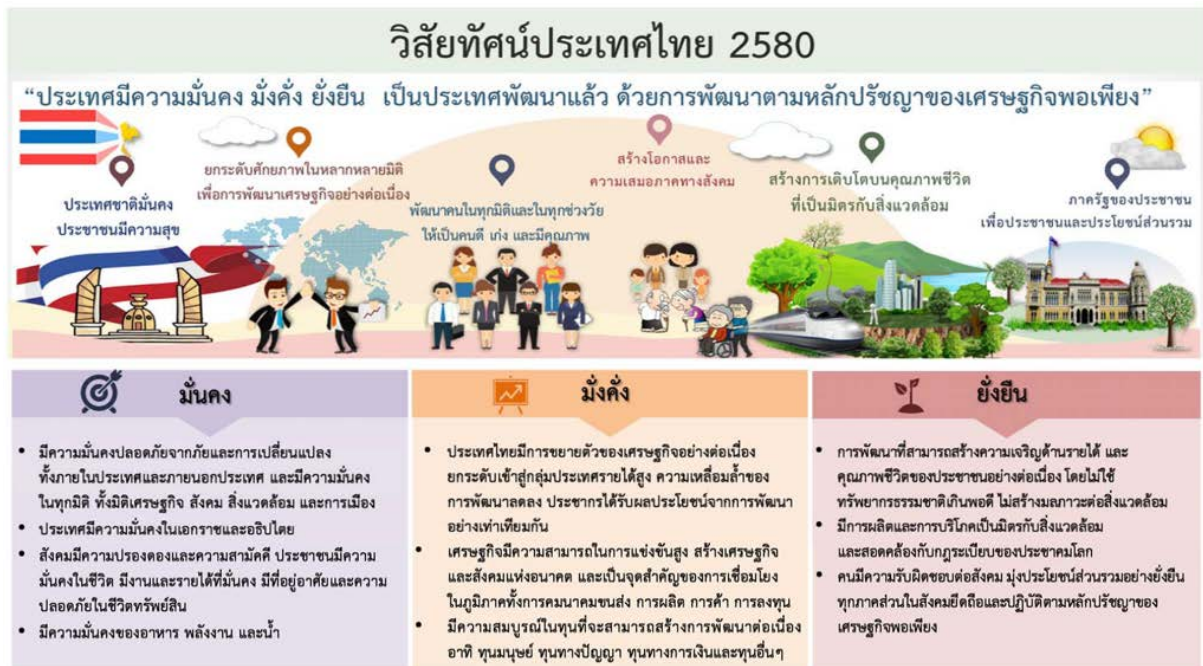 วิสัยทัศน์ประเทศไทย 2580
“ประเทศมีความมั่นคง มั่งคั่ง ยั่งยืน เป็นประเทศพัฒนาแล้ว ด้วยการพัฒนาตามหลักปรัชญาของเศรษฐกิจพอเพียง”
ประเทศชาติมั่นคง
ประชาชนมีความสุข
ยกระดับศักยภาพในหลากหลายมิติ
เพื่อการพัฒนาเศรษฐกิจอย่างต่อเนื่อง
พัฒนาคนในทุกมิติและในทุกช่วงวัย
ให้เป็นคนดี เก่ง และมีคุณภาพ
สร้างโอกาสและ
ความเสมอภาคทางสังคม
สร้างการเติบโตบนคุณภาพชีวิต
ที่เป็นมิตรกับสิ่งแวดล้อม
ภาครัฐของประชาชน
เพื่อประชาชนและประโยชน์ส่วนรวม
มั่นคง
• มีความมั่นคงปลอดภัยจากภัยและการเปลี่ยนแปลง
ทั้งภายในประเทศและภายนอกประเทศ และมีความมั่นคง
ในทุกมิติ ทั้งมิติเศรษฐกิจ สังคม สิ่งแวดล้อม และการเมือง
• ประเทศมีความมั่นคงในเอกราชและอธิปไตย
• สังคมมีความปรองดองและความสามัคคี ประชาชนมีความ
มั่นคงในชีวิต มีงานและรายได้ที่มั่นคง มีที่อยู่อาศัยและความ
ปลอดภัยในชีวิตทรัพย์สิน
• มีความมั่นคงของอาหาร พลังงาน และน้ำ
มั่งคั่ง
• ประเทศไทยมีการขยายตัวของเศรษฐกิจอย่างต่อเนื่อง
ยกระดับเข้าสู่กลุ่มประเทศรายได้สูง ความเหลื่อมล้ำของ
การพัฒนาลดลง ประชากรได้รับผลประโยชน์จากการพัฒนา
อย่างเท่าเทียมกัน
• เศรษฐกิจมีความสามารถในการแข่งขันสูง สร้างเศรษฐกิจ
และสังคมแห่งอนาคต และเป็นจุดสำคัญของการเชื่อมโยง
ในภูมิภาคทั้งการคมนาคมขนส่ง การผลิต การค้า การลงทุน
• มีความสมบูรณ์ในทุนที่จะสามารถสร้างการพัฒนาต่อเนื่อง
อาทิ ทุนมนุษย์ ทุนทางปัญญา ทุนทางการเงินและทุนอื่นๆ
ยั่งยืน
• การพัฒนาที่สามารถสร้างความเจริญด้านรายได้ และ
คุณภาพชีวิตของประชาชนอย่างต่อเนื่อง โดยไม่ใช้
ทรัพยากรธรรมชาติเกินพอดี ไม่สร้างมลภาวะต่อสิ่งแวดล้อม
• มีการผลิตและการบริโภคเป็นมิตรกับสิ่งแวดล้อม
และสอดคล้องกับกฎระเบียบของประชาคมโลก
• คนมีความรับผิดชอบต่อสังคม มุ่งประโยชน์ส่วนรวมอย่างยั่งยืน
ทุกภาคส่วนในสังคมยึดถือและปฏิบัติตามหลักปรัชญาของ
เศรษฐกิจพอเพียง